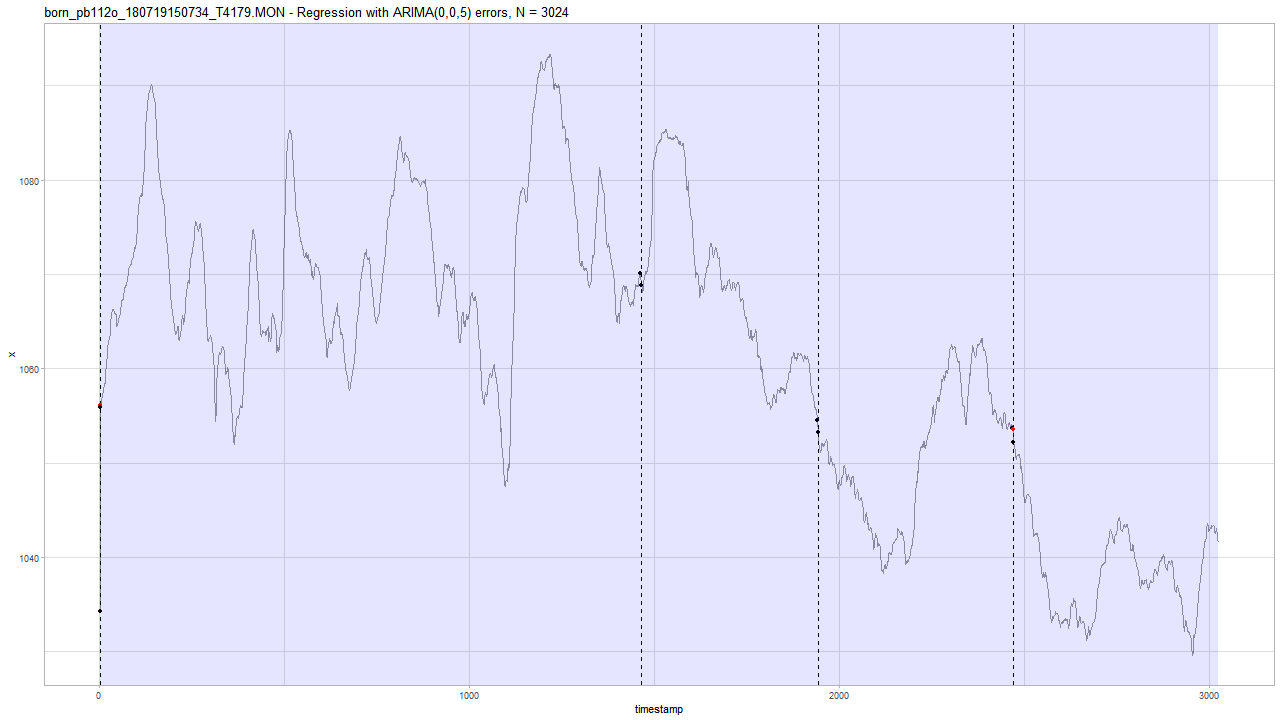 born_pb112o_180719150734_T4179.MON - Regression with ARIMA(0,0,5) errors, N = 3024
1080
1060
1040
x
0
1000
2000
3000
timestamp